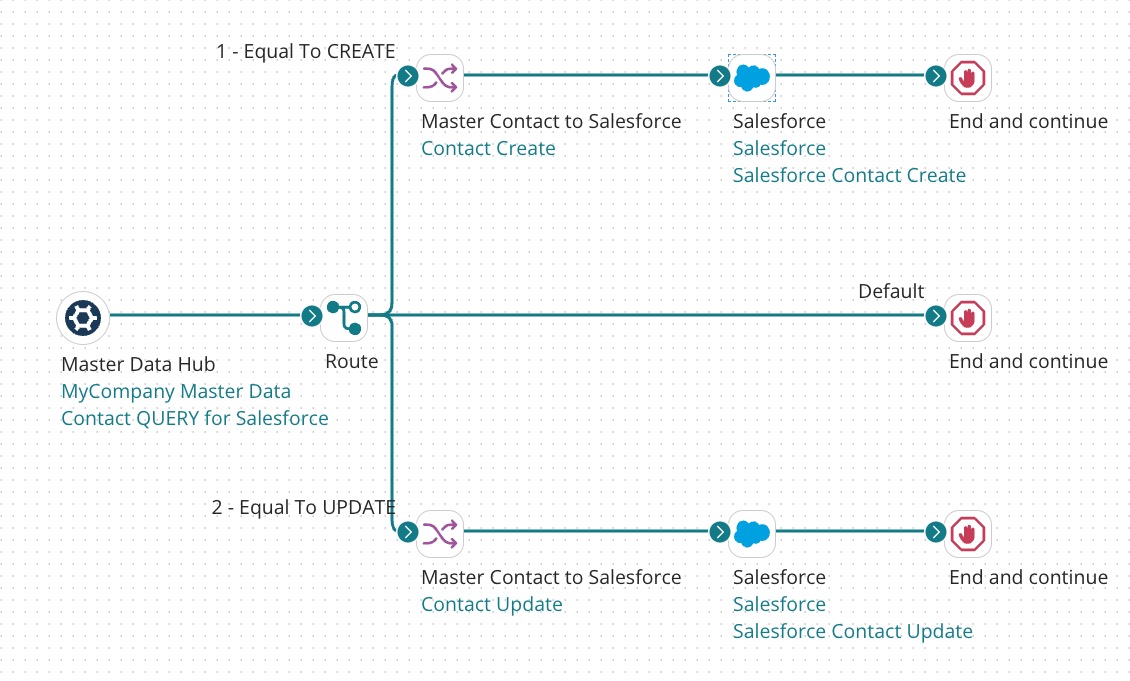 1 - Equal To CREATE
Master Contact to Salesforce
Contact Create
Salesforce
Salesforce
Salesforce Contact Create
End and continue
Default
End and continue
Master Data Hub
MyCompany Master Data
Contact QUERY for Salesforce
Route
2 - Equal To UPDATE
Master Contact to Salesforce
Contact Update
Salesforce
Salesforce
Salesforce Contact Update
End and continue